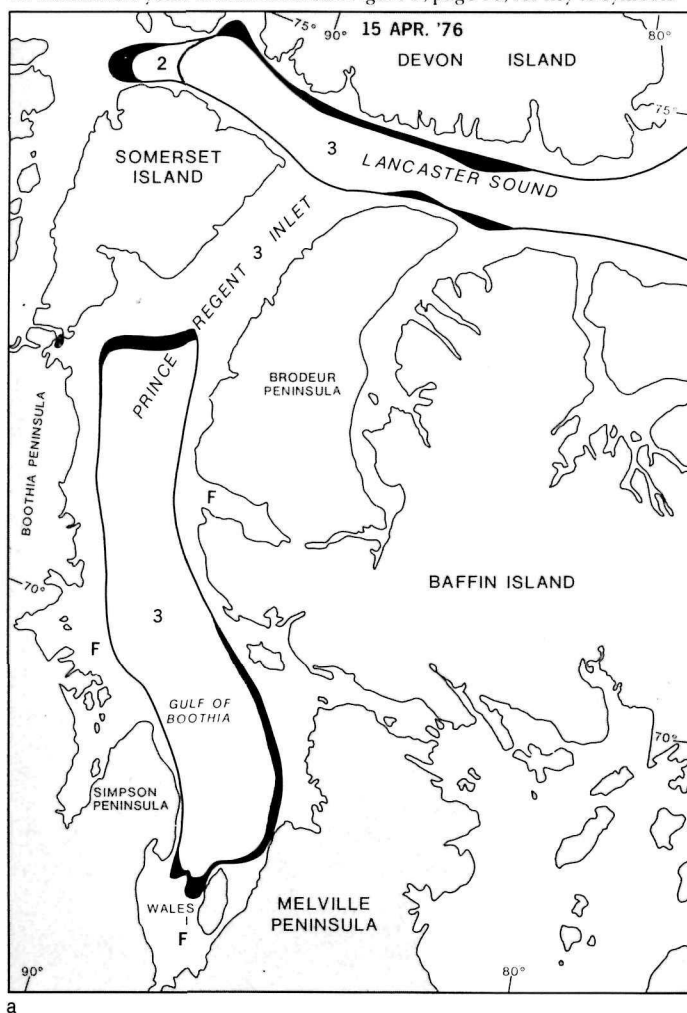 75° 90° 15 APR. '76 80°
2 DEVON ISLAND
75°
3 LANCASTER SOUND
SOMERSET
ISLAND
PRINCE REGENT 3 INLET
BRODEUR
PENINSULA
BOOTHIA PENINSULA
F
70°
BAFFIN ISLAND
3
F
GULF OF
BOOTHIA
70°
SIMPSON
PENINSULA
WALES
I
MELVILLE
PENINSULA
F
90° 80°
a